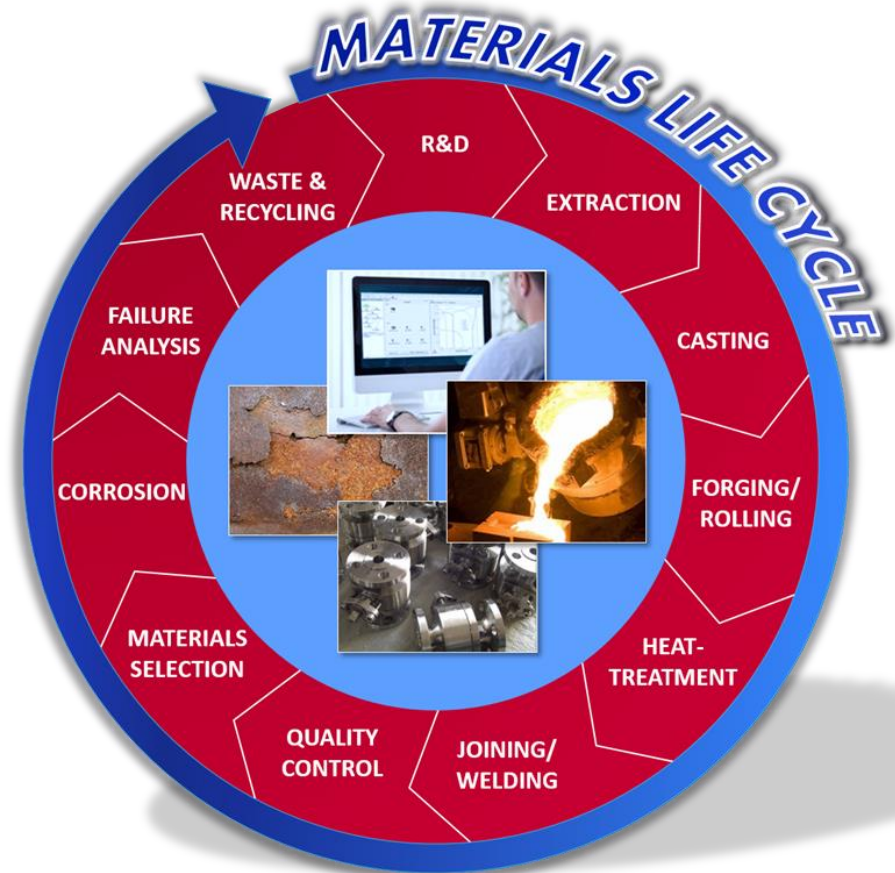 MATERIALS LIFE CYCLE
R&D
EXTRACTION
CASTING
FORGING/
ROLLING
HEAT-
TREATMENT
JOINING/
WELDING
QUALITY
CONTROL
MATERIALS
SELECTION
CORROSION
FAILURE
ANALYSIS
WASTE &
RECYCLING